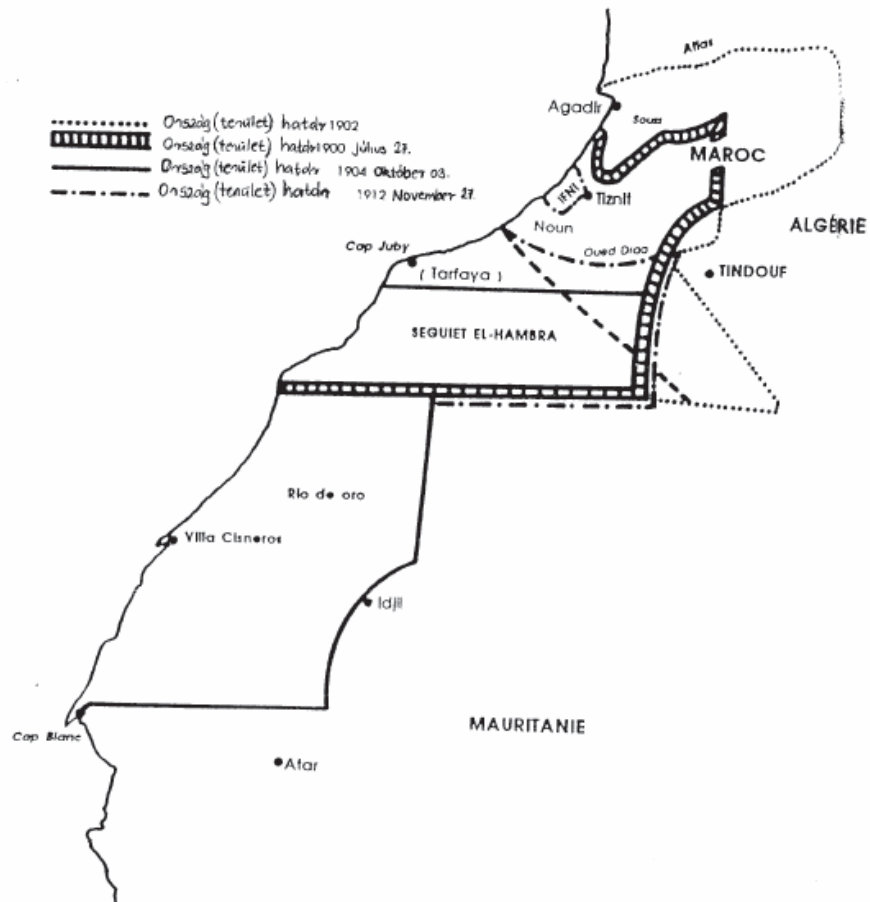 Atlas
Agadir
Ország (terület) határ 1902
Souss
Ország (terület) határ 1900 július 27.
MAROC
Ország (terület) határ 1904 Október 03.
Ország (terület) határ 1912 November 27.
IFNI
Tiznit
Noun
ALGÉRIE
Cap Juby
Oued Draa
(Tarfaya)
TINDOUF
SEGUIET EL-HAMBRA
Rio de oro
Villa Cisneros
Idjil
MAURITANIE
Cap Blanc
Atar